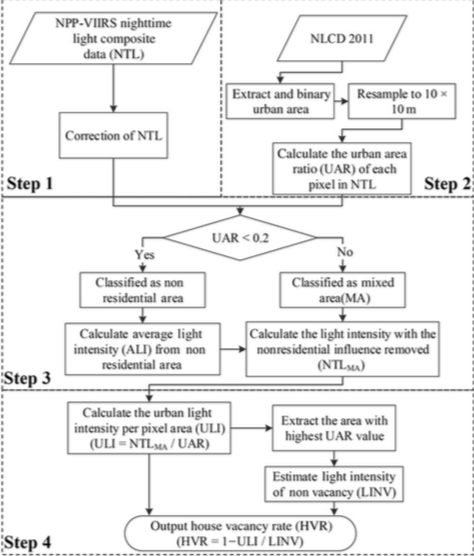 NPP-VIIRS nighttime
light composite
data (NTL)
Correction of NTL
Step 1
NLCD 2011
Extract and binary
urban area
Resample to 10 ×
10 m
Calculate the urban area
ratio (UAR) of each
pixel in NTL
Step 2
UAR < 0.2
Yes
No
Classified as non
residential area
Classified as mixed
area(MA)
Calculate average light
intensity (ALI) from non
residential area
Calculate the light intensity with the
nonresidential influence removed
(NTLMA)
Step 3
Calculate the urban light
intensity per pixel area (ULI)
(ULI = NTLMA / UAR)
Extract the area with
highest UAR value
Estimate light intensity
of non vacancy (LINV)
Output house vacancy rate (HVR)
(HVR = 1−ULI / LINV)
Step 4